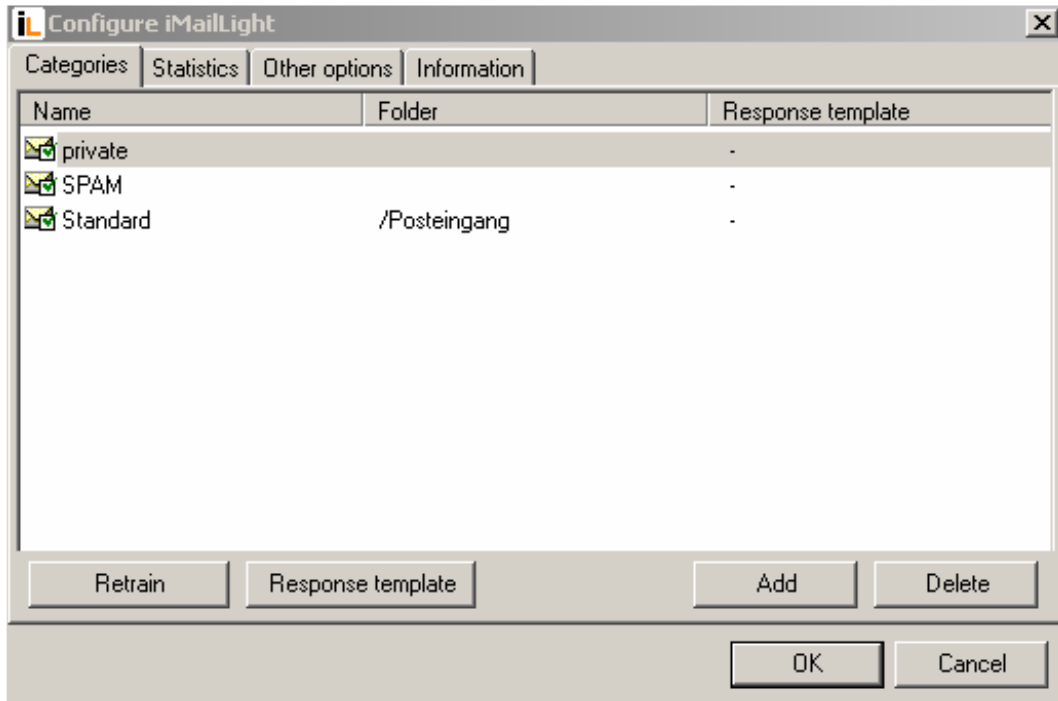 iL Configure iMailLight
Categories Statistics Other options Information
Name Folder Response template
private -
SPAM -
Standard /Posteingang -
Retrain Response template Add Delete
OK Cancel